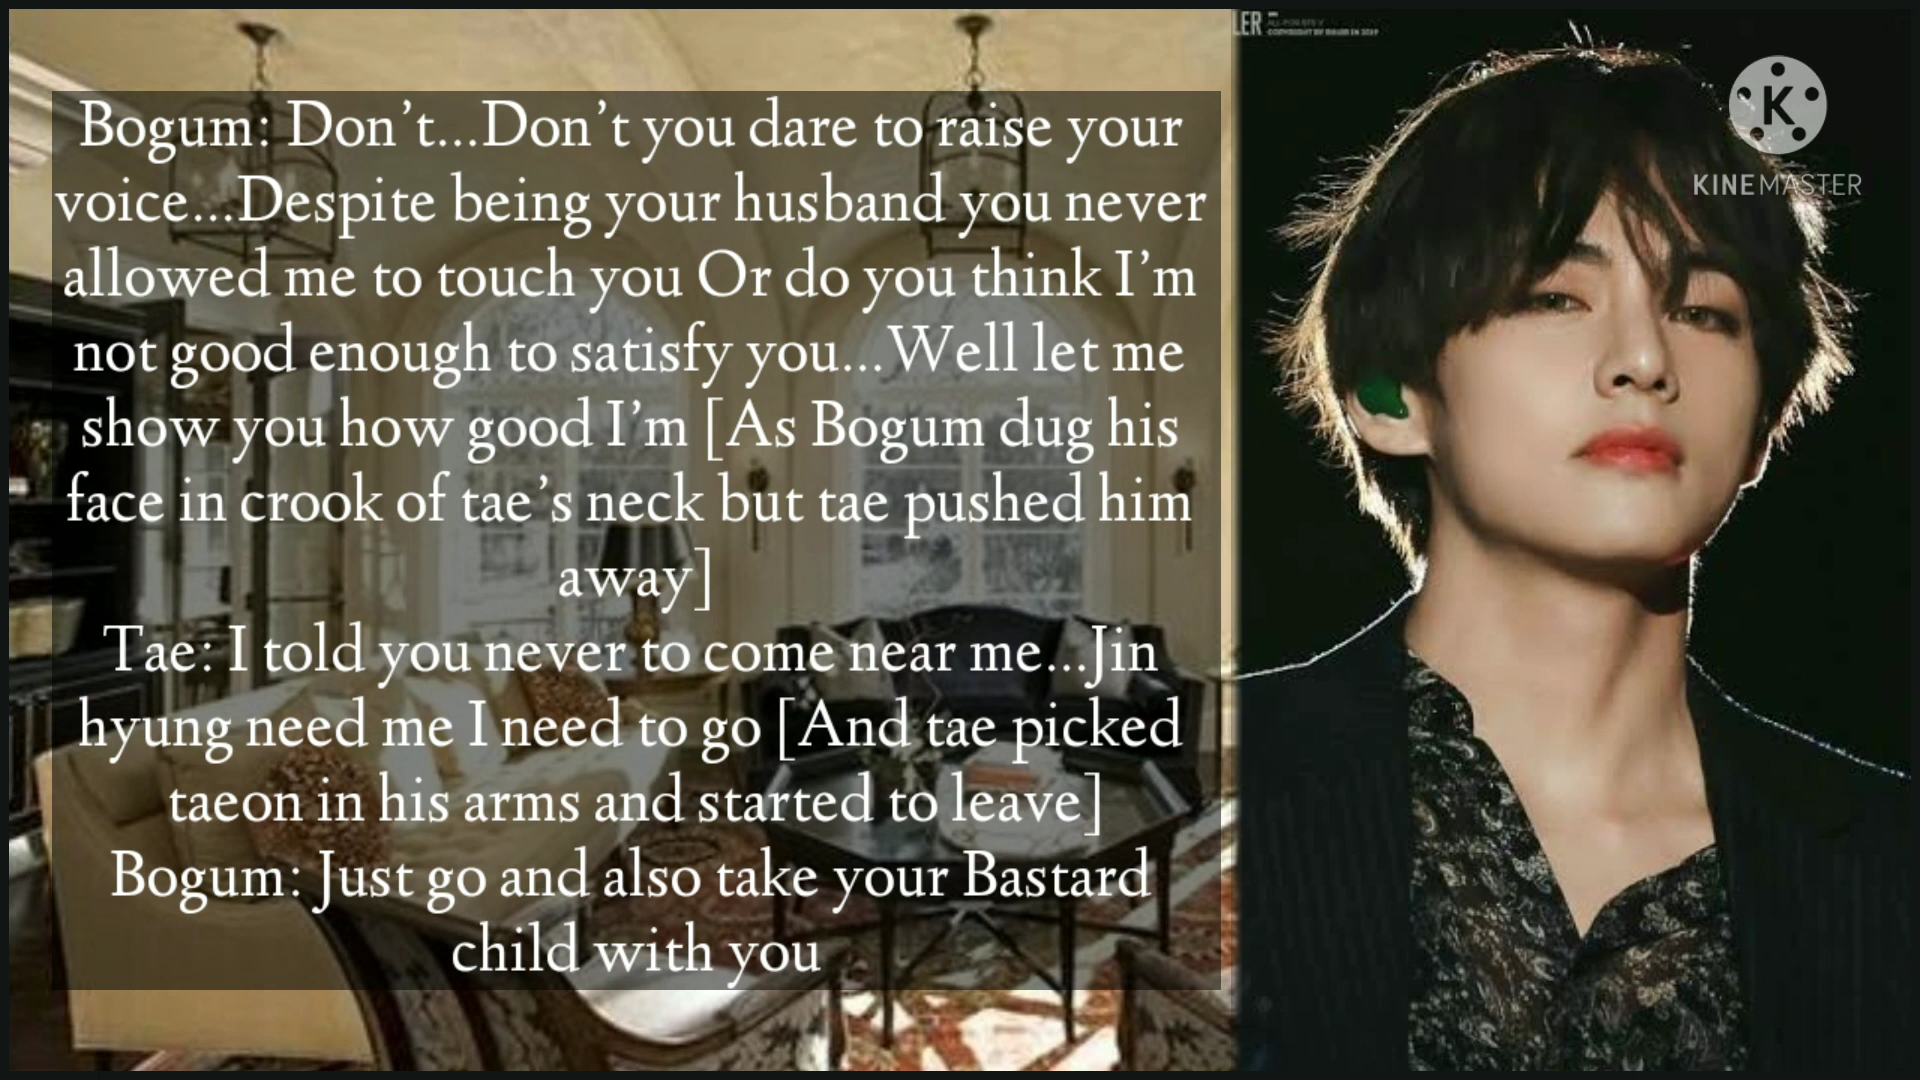 Bogum: Don’t...Don’t you dare to raise your
voice...Despite being your husband you never
allowed me to touch you Or do you think I’m
not good enough to satisfy you...Well let me
show you how good I’m [As Bogum dug his
face in crook of tae’s neck but tae pushed him
away]
Tae: I told you never to come near me...Jin
hyung need me I need to go [And tae picked
taeon in his arms and started to leave]
Bogum: Just go and also take your Bastard
child with you
LER
K
KINEMASTER